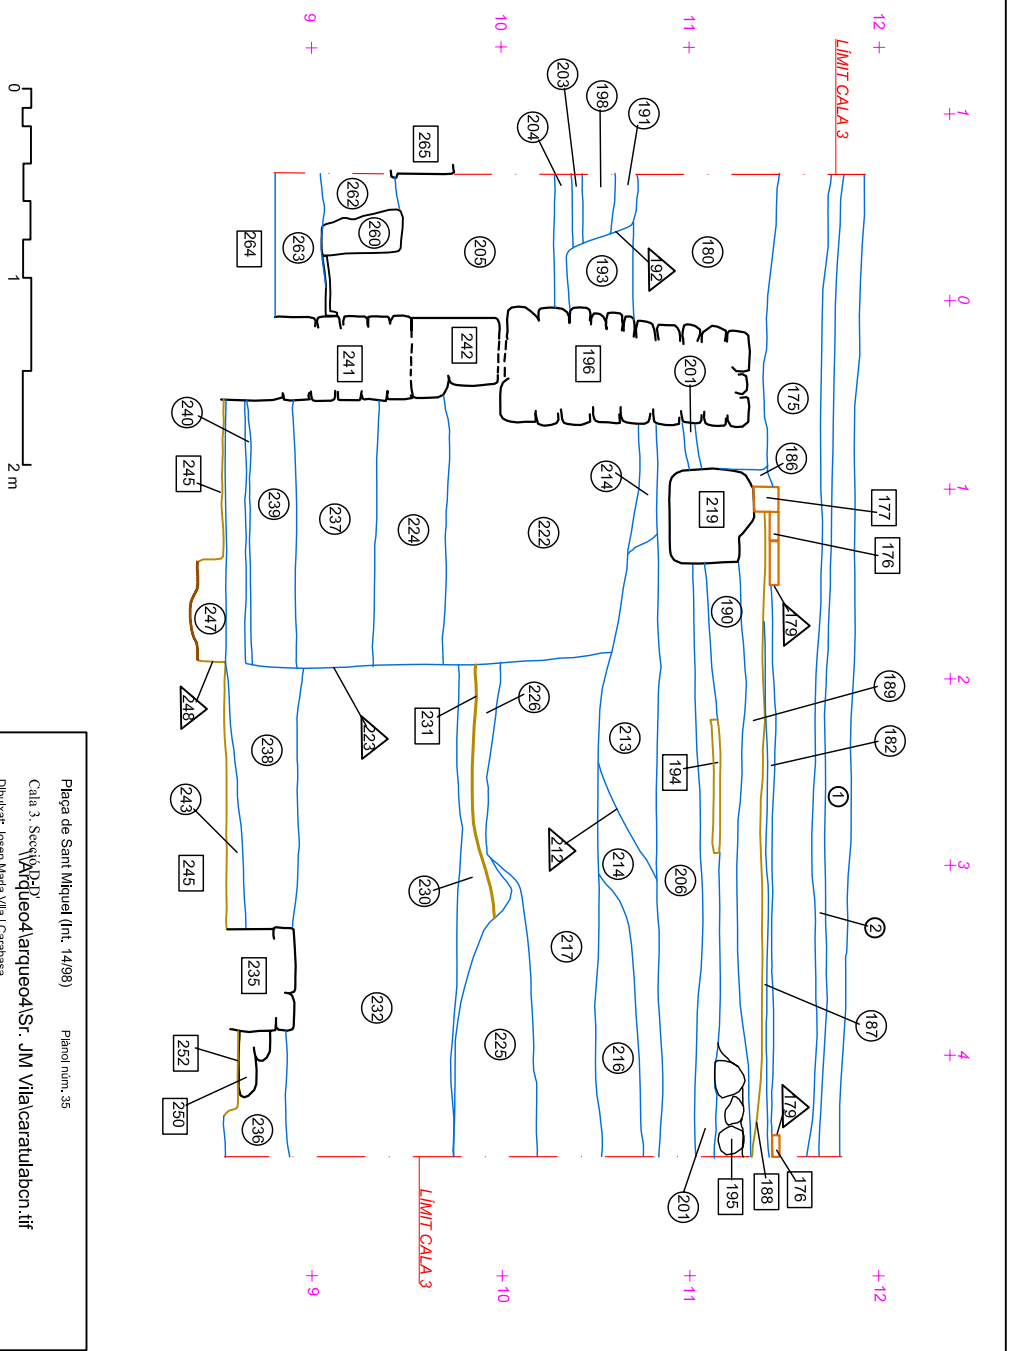 1 0 1 2 3 4
12 12
LÍMIT CALA 3
177 176 189 182
2 187
1
175 186 179 179 176
188
180 219 190 195
11 201 194 206 201 11
192
191 214 213 214 216
198 193 196
203 222 212 217
204 226
10 225 10
205 242
265 231 230 LÍMIT CALA 3
260 224 223 232
262 241 237
9 9
263 239 238 235 236
264
247
240 245 248 243 245 252
250
0 1 2 m
Plaça de Sant Miquel (Int. 14/98) Plànol núm. 35
Cala 3. Secció D-D'
\\Arqueo4\arqueo4\Sr. JM Vila\caratulabcn.tif
Dibuixat: Josep Maria Vila i Carabasa